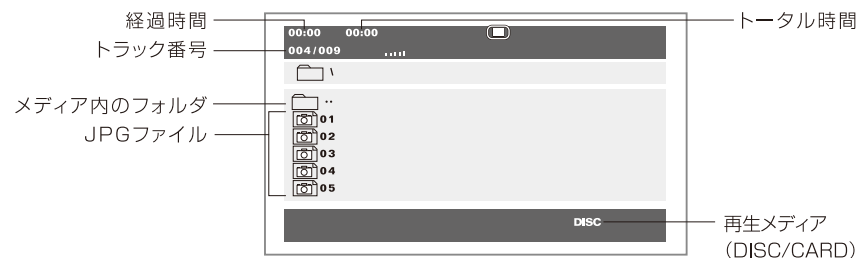 経過時間
トータル時間
00:00 00:00
トラック番号
004/009
\
メディア内のフォルダ
..
JPGファイル
01
02
03
04
05
DISC
再生メディア
(DISC/CARD)